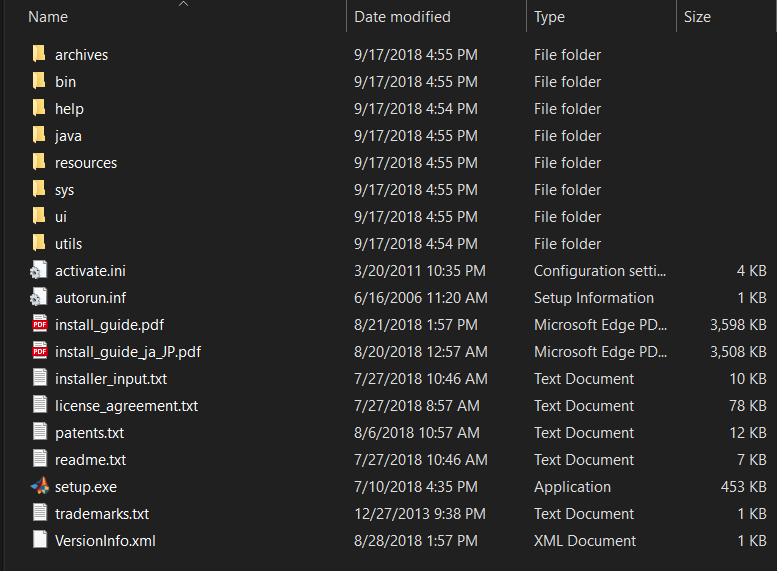 Name Date modified Type Size
archives 9/17/2018 4:55 PM File folder
bin 9/17/2018 4:55 PM File folder
help 9/17/2018 4:54 PM File folder
java 9/17/2018 4:55 PM File folder
resources 9/17/2018 4:55 PM File folder
sys 9/17/2018 4:55 PM File folder
ui 9/17/2018 4:55 PM File folder
utils 9/17/2018 4:54 PM File folder
activate.ini 3/20/2011 10:35 PM Configuration setti... 4 KB
autorun.inf 6/16/2006 11:20 AM Setup Information 1 KB
PDF install_guide.pdf 8/21/2018 1:57 PM Microsoft Edge PD... 3,598 KB
PDF install_guide_ja_JP.pdf 8/20/2018 12:57 AM Microsoft Edge PD... 3,508 KB
installer_input.txt 7/27/2018 10:46 AM Text Document 10 KB
license_agreement.txt 7/27/2018 8:57 AM Text Document 78 KB
patents.txt 8/6/2018 10:57 AM Text Document 12 KB
readme.txt 7/27/2018 10:46 AM Text Document 7 KB
setup.exe 7/10/2018 4:35 PM Application 453 KB
trademarks.txt 12/27/2013 9:38 PM Text Document 1 KB
VersionInfo.xml 8/28/2018 1:57 PM XML Document 1 KB